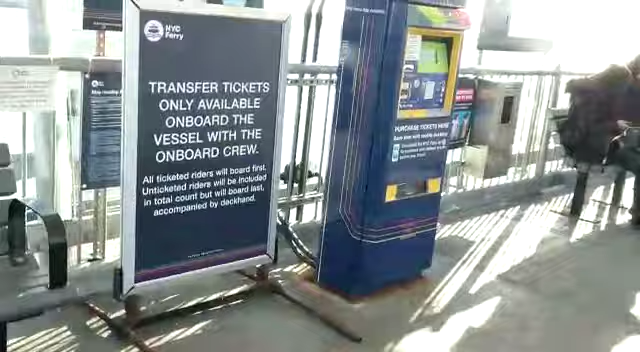 NYC
Ferry
TRANSFER TICKETS
ONLY AVAILABLE
ONBOARD THE
VESSEL WITH THE
ONBOARD CREW.
All ticketed riders will board first.
Unticketed riders will be included
in total count but will board last,
accompanied by deckhand.
PURCHASE TICKETS HERE